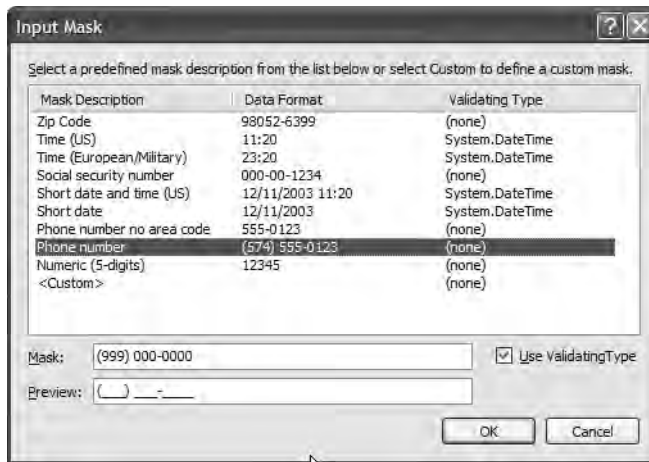 Input Mask
Select a predefined mask description from the list below or select Custom to define a custom mask.
Mask Description Data Format Validating Type
Zip Code 98052-6399 (none)
Time (US) 11:20 System.DateTime
Time (European/Military) 23:20 System.DateTime
Social security number 000-00-1234 (none)
Short date and time (US) 12/11/2003 11:20 System.DateTime
Short date 12/11/2003 System.DateTime
Phone number no area code 555-0123 (none)
Phone number (574) 555-0123 (none)
Numeric (5-digits) 12345 (none)
<Custom> (none)
Mask: (999) 000-0000 Use ValidatingType
Preview: (___) ___-____
OK Cancel